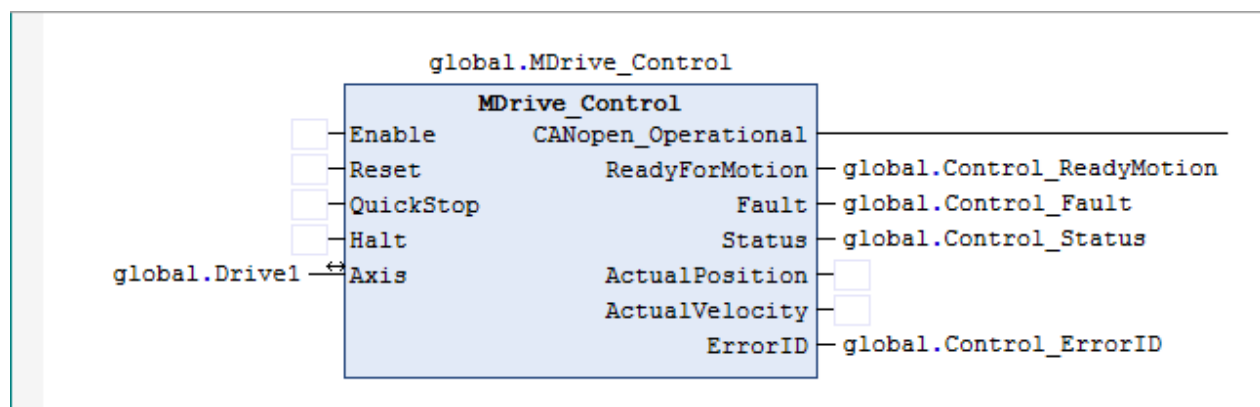 global.MDrive_Control
MDrive_Control
Enable CANopen_Operational
Reset ReadyForMotion global.Control_ReadyMotion
QuickStop Fault global.Control_Fault
Halt Status global.Control_Status
global.Drive1 Axis ActualPosition
ActualVelocity
ErrorID global.Control_ErrorID